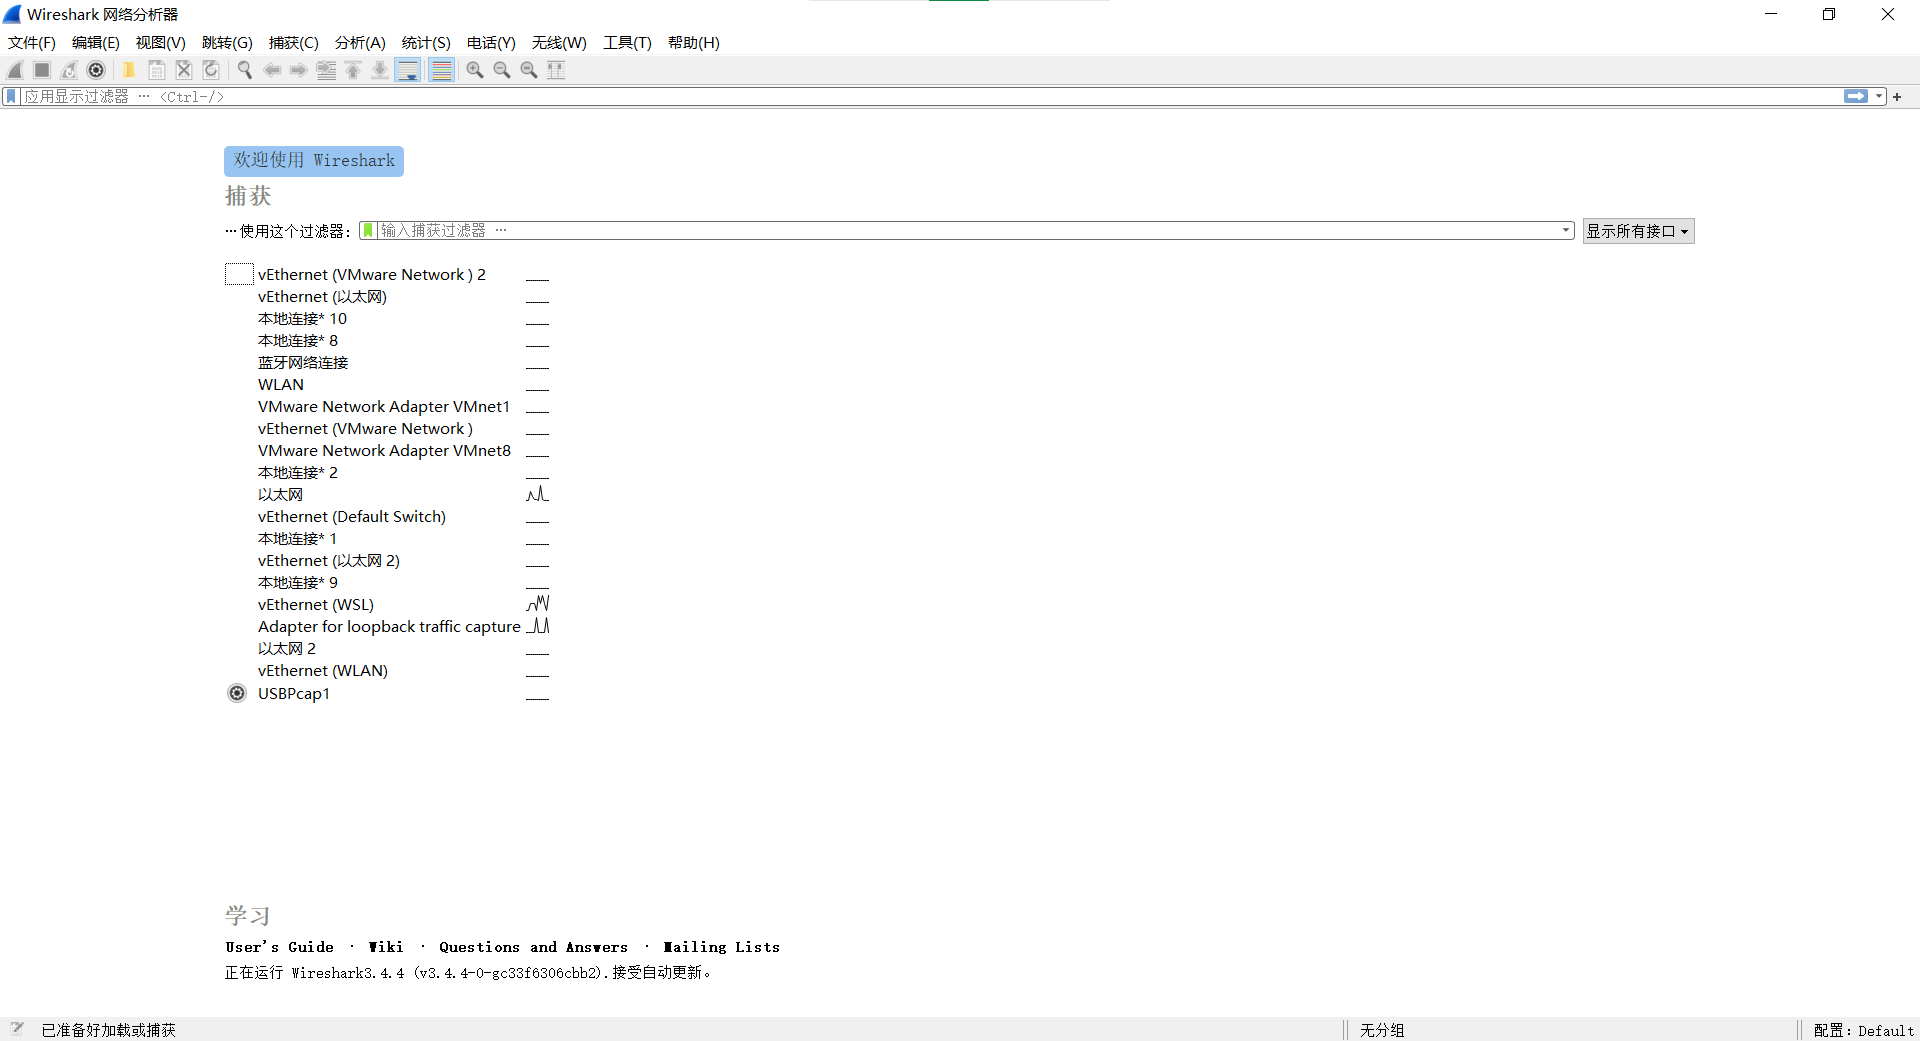 Wireshark 网络分析器
文件(F) 编辑(E) 视图(V) 跳转(G) 捕获(C) 分析(A) 统计(S) 电话(Y) 无线(W) 工具(T) 帮助(H)
应用显示过滤器 … <Ctrl-/>
+
欢迎使用 Wireshark
捕获
…使用这个过滤器: 输入捕获过滤器 … 显示所有接口
vEthernet (VMware Network ) 2
vEthernet (以太网)
本地连接* 10
本地连接* 8
蓝牙网络连接
WLAN
VMware Network Adapter VMnet1
vEthernet (VMware Network )
VMware Network Adapter VMnet8
本地连接* 2
以太网
vEthernet (Default Switch)
本地连接* 1
vEthernet (以太网 2)
本地连接* 9
vEthernet (WSL)
Adapter for loopback traffic capture
以太网 2
vEthernet (WLAN)
USBPcap1
学习
User's Guide · Wiki · Questions and Answers · Mailing Lists
正在运行 Wireshark3.4.4 (v3.4.4-0-gc33f6306cbb2).接受自动更新。
已准备好加载或捕获 无分组 配置: Default